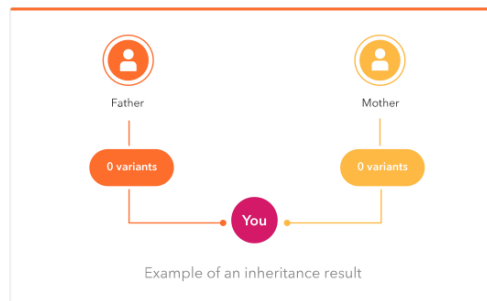 Father
Mother
0 variants
0 variants
You
Example of an inheritance result